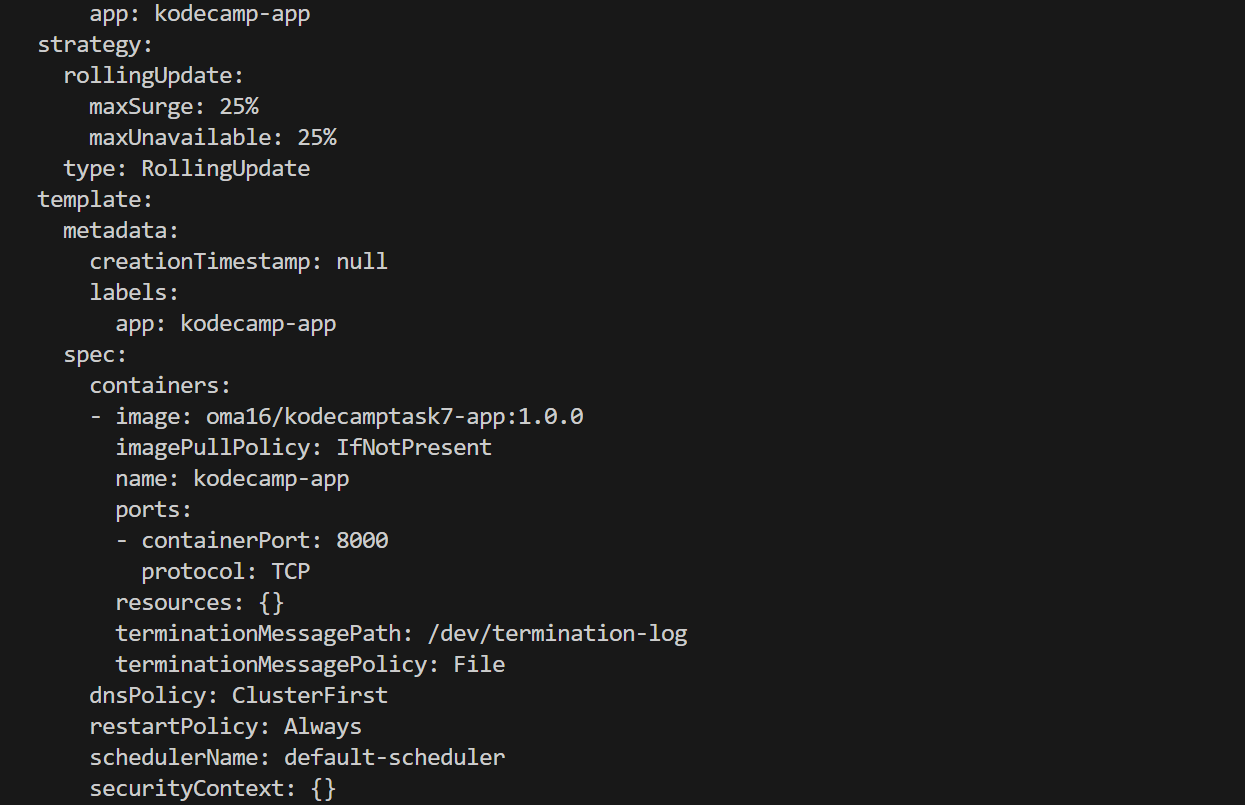 app: kodecamp-app
strategy:
rollingUpdate:
maxSurge: 25%
maxUnavailable: 25%
type: RollingUpdate
template:
metadata:
creationTimestamp: null
labels:
app: kodecamp-app
spec:
containers:
- image: oma16/kodecamptask7-app:1.0.0
imagePullPolicy: IfNotPresent
name: kodecamp-app
ports:
- containerPort: 8000
protocol: TCP
resources: {}
terminationMessagePath: /dev/termination-log
terminationMessagePolicy: File
dnsPolicy: ClusterFirst
restartPolicy: Always
schedulerName: default-scheduler
securityContext: {}